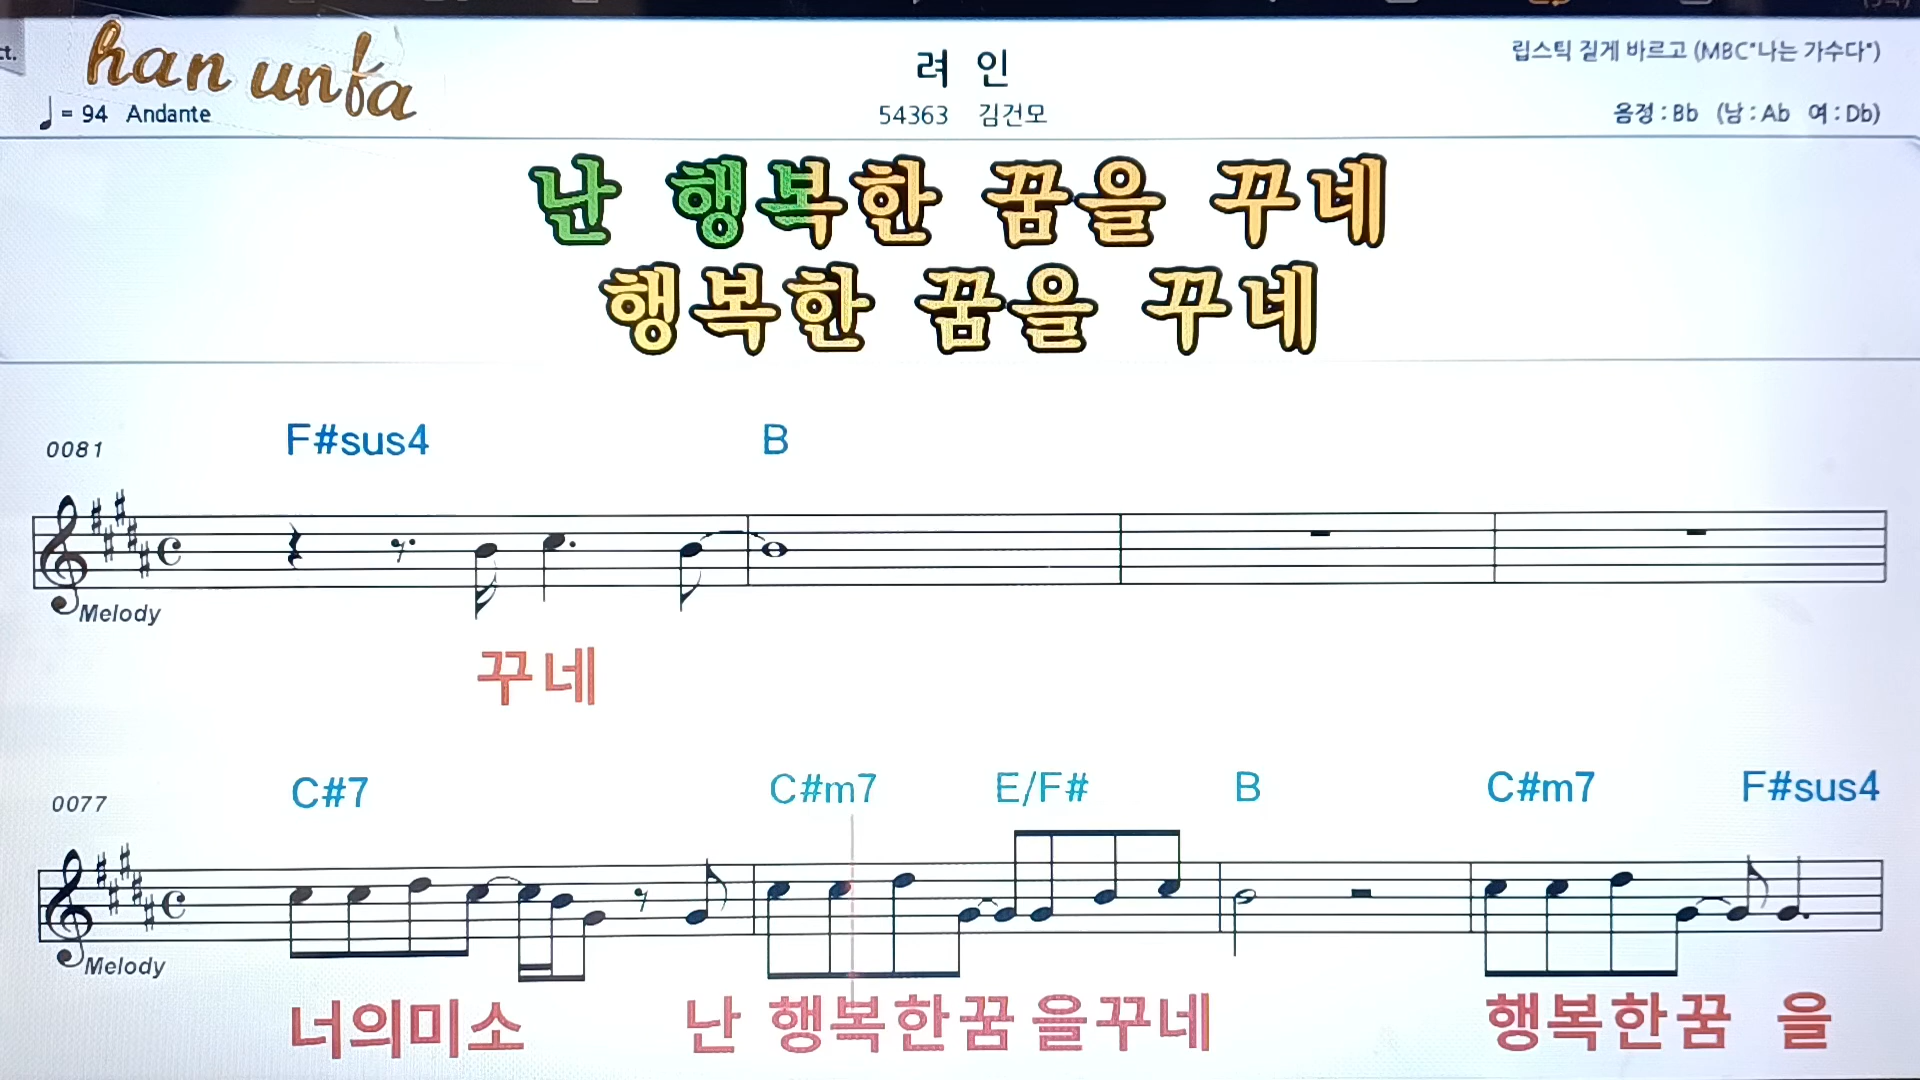 ct.
han unfa
려 인
립스틱 짙게 바르고 (MBC"나는 가수다")
♩ = 94 Andante
54363 김건모
음정 : Bb (남 : Ab 여 : Db)
난 행복한 꿈을 꾸네
행복한 꿈을 꾸네
0081 F#sus4 B
Melody
꾸네
0077 C#7 C#m7 E/F# B C#m7 F#sus4
Melody
너의미소 난 행복한꿈 을꾸네 행복한꿈 을